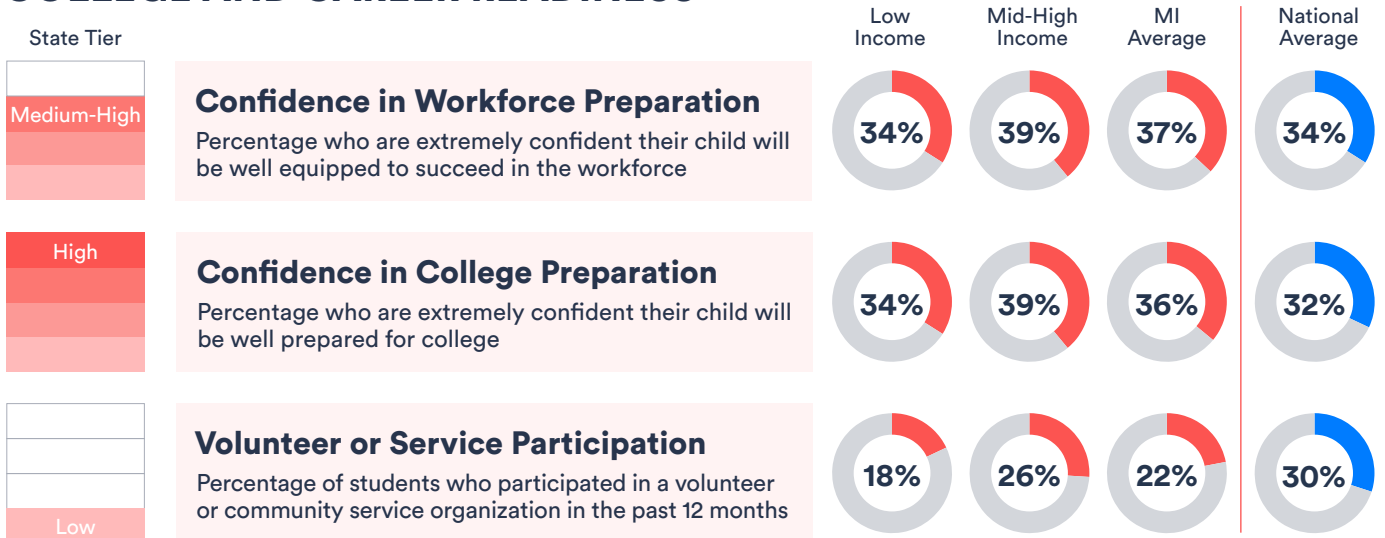 COLLEGE AND CAREER READINESS
State Tier
Low
Income
Mid-High
Income
MI
Average
National
Average
Medium-High
Confidence in Workforce Preparation
Percentage who are extremely confident their child will
be well equipped to succeed in the workforce
34%
39%
37%
34%
High
Confidence in College Preparation
Percentage who are extremely confident their child will
be well prepared for college
34%
39%
36%
32%
Low
Volunteer or Service Participation
Percentage of students who participated in a volunteer
or community service organization in the past 12 months
18%
26%
22%
30%